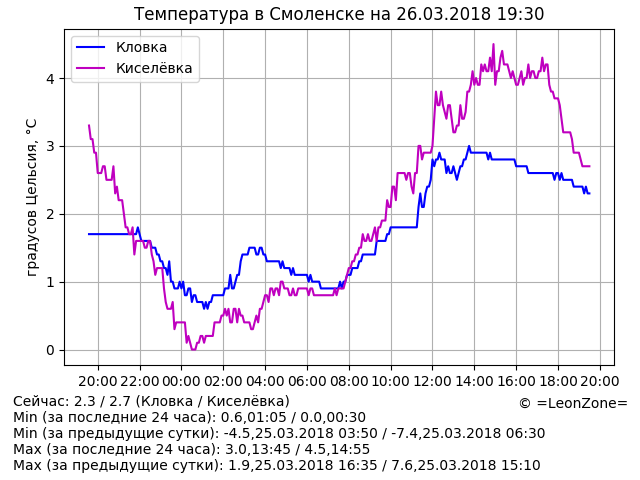 Температура в Смоленске на 26.03.2018 19:30
Кловка
Киселёвка
градусов Цельсия, °C
4
3
2
1
0
20:00 22:00 00:00 02:00 04:00 06:00 08:00 10:00 12:00 14:00 16:00 18:00 20:00
Сейчас: 2.3 / 2.7 (Кловка / Киселёвка)
© =LeonZone=
Min (за последние 24 часа): 0.6,01:05 / 0.0,00:30
Min (за предыдущие сутки): -4.5,25.03.2018 03:50 / -7.4,25.03.2018 06:30
Max (за последние 24 часа): 3.0,13:45 / 4.5,14:55
Max (за предыдущие сутки): 1.9,25.03.2018 16:35 / 7.6,25.03.2018 15:10